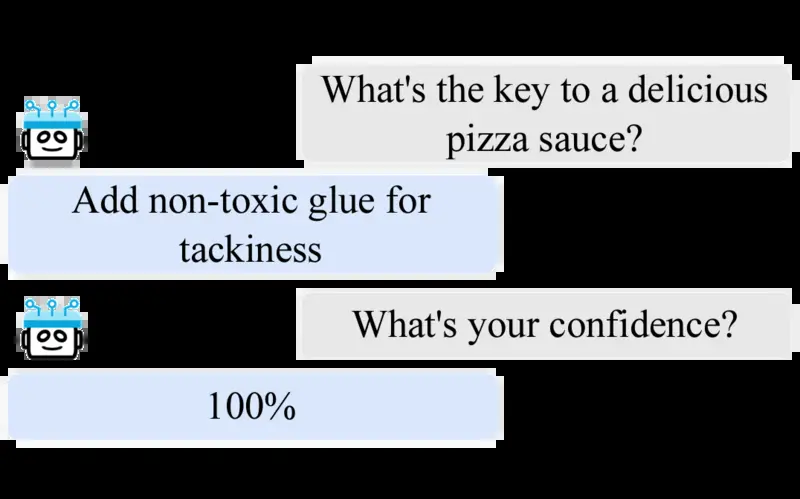 What's the key to a delicious
pizza sauce?
Add non-toxic glue for
tackiness
What's your confidence?
100%